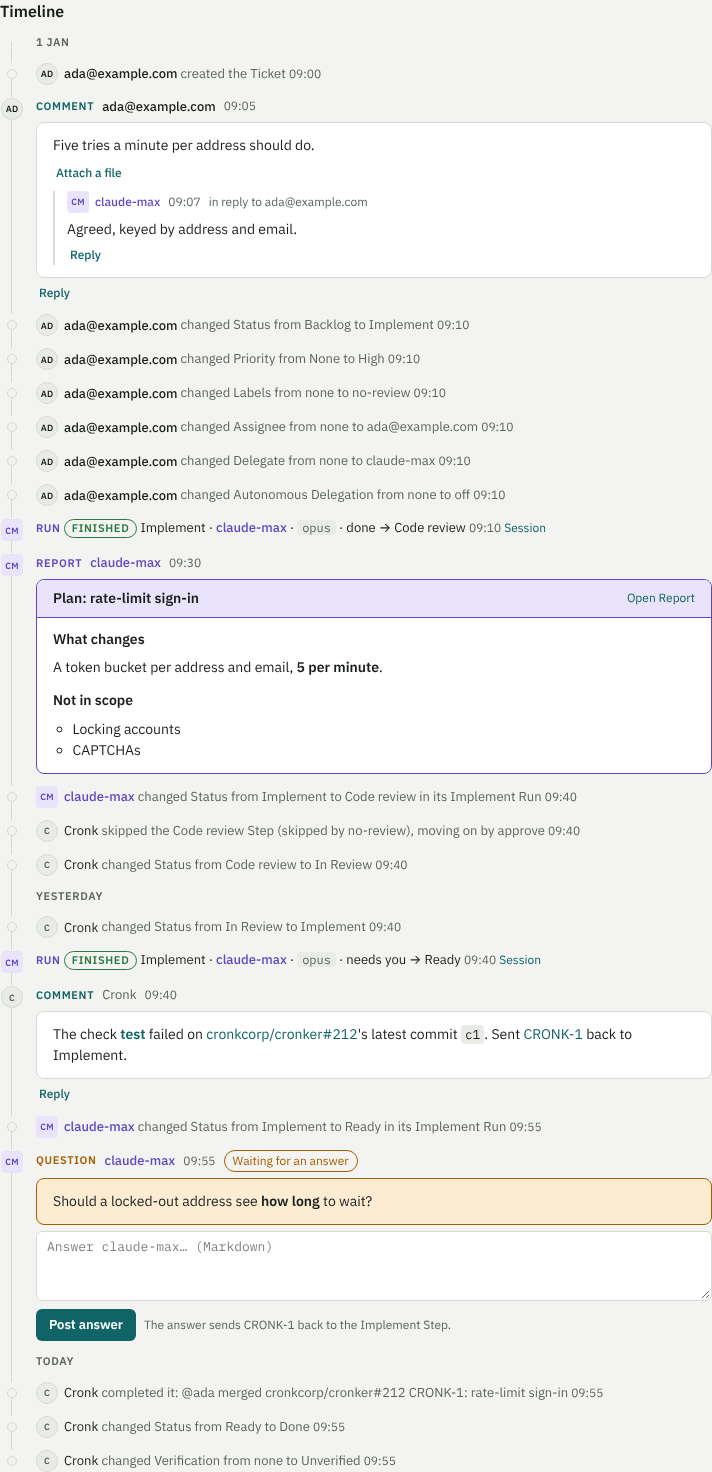 Timeline
1 JAN
AD ada@example.com created the Ticket 09:00
AD COMMENT ada@example.com 09:05
Five tries a minute per address should do.
Attach a file
CM claude-max 09:07 in reply to ada@example.com
Agreed, keyed by address and email.
Reply
Reply
AD ada@example.com changed Status from Backlog to Implement 09:10
AD ada@example.com changed Priority from None to High 09:10
AD ada@example.com changed Labels from none to no-review 09:10
AD ada@example.com changed Assignee from none to ada@example.com 09:10
AD ada@example.com changed Delegate from none to claude-max 09:10
AD ada@example.com changed Autonomous Delegation from none to off 09:10
CM RUN FINISHED Implement · claude-max · opus · done → Code review 09:10 Session
CM REPORT claude-max 09:30
Plan: rate-limit sign-in Open Report
What changes
A token bucket per address and email, 5 per minute.
Not in scope
Locking accounts
CAPTCHAs
CM claude-max changed Status from Implement to Code review in its Implement Run 09:40
C Cronk skipped the Code review Step (skipped by no-review), moving on by approve 09:40
C Cronk changed Status from Code review to In Review 09:40
YESTERDAY
C Cronk changed Status from In Review to Implement 09:40
CM RUN FINISHED Implement · claude-max · opus · needs you → Ready 09:40 Session
C COMMENT Cronk 09:40
The check test failed on cronkcorp/cronker#212's latest commit c1. Sent CRONK-1 back to
Implement.
Reply
CM claude-max changed Status from Implement to Ready in its Implement Run 09:55
CM QUESTION claude-max 09:55 Waiting for an answer
Should a locked-out address see how long to wait?
Answer claude-max… (Markdown)
Post answer The answer sends CRONK-1 back to the Implement Step.
TODAY
C Cronk completed it: @ada merged cronkcorp/cronker#212 CRONK-1: rate-limit sign-in 09:55
C Cronk changed Status from Ready to Done 09:55
C Cronk changed Verification from none to Unverified 09:55